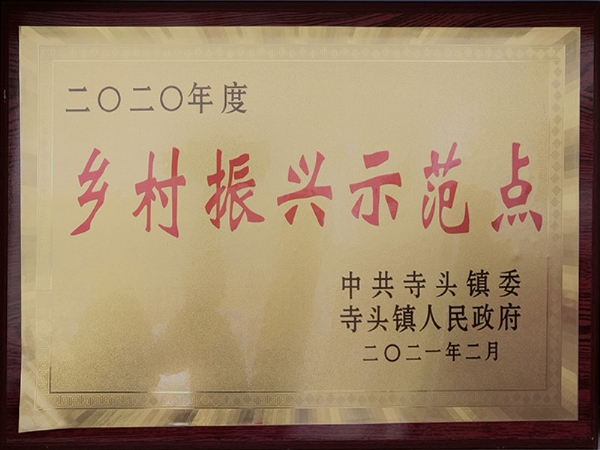 二〇二〇年度
乡村振兴示范点
中共寺头镇委
寺头镇人民政府
二〇二一年二月